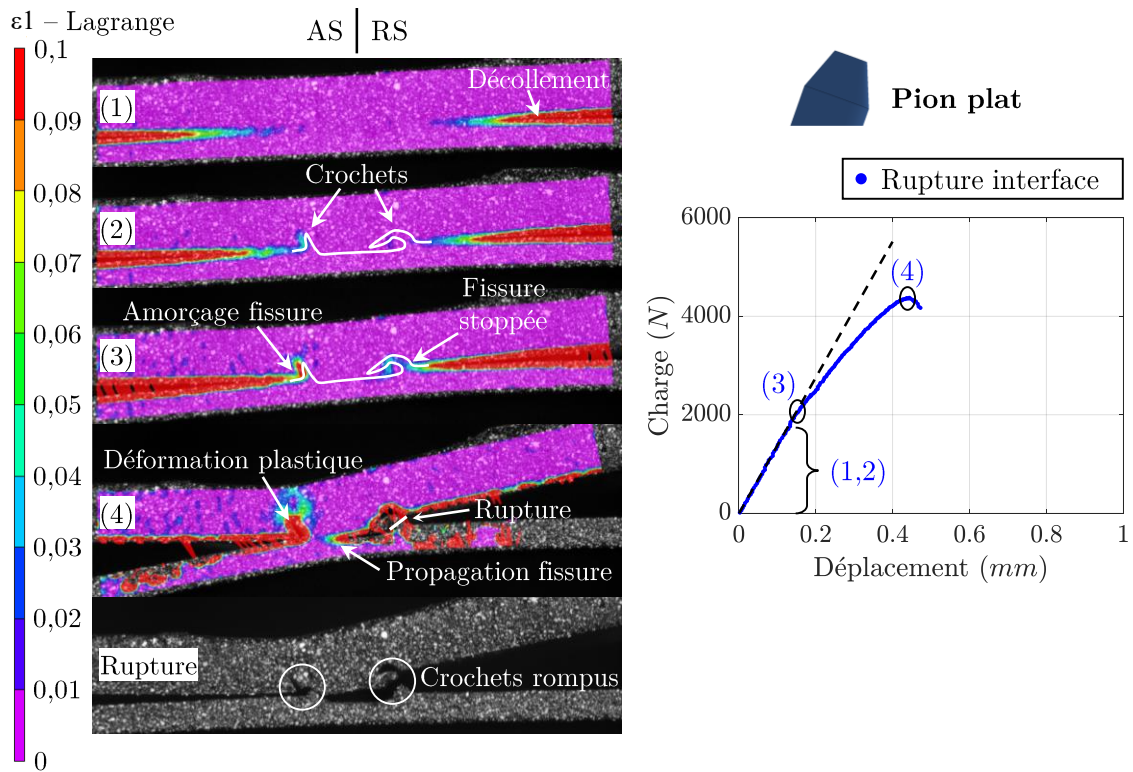 ε1 – Lagrange
0,1
0,09
0,08
0,07
0,06
0,05
0,04
0,03
0,02
0,01
0
AS
RS
(1)
Décollement
(2)
Crochets
(3)
Amorçage fissure
Fissure
stoppée
(4)
Déformation plastique
Rupture
Propagation fissure
Rupture
Crochets rompus
Pion plat
Rupture interface
6000
4000
2000
0
Charge (N)
(4)
(3)
(1,2)
0
0.2
0.4
0.6
0.8
1
Déplacement (mm)